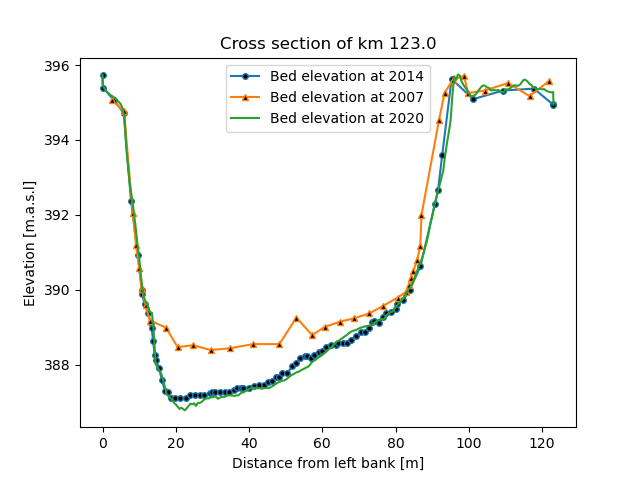 Cross section of km 123.0
Bed elevation at 2014
Bed elevation at 2007
Bed elevation at 2020
Elevation [m.a.s.l]
396
394
392
390
388
0 20 40 60 80 100 120
Distance from left bank [m]